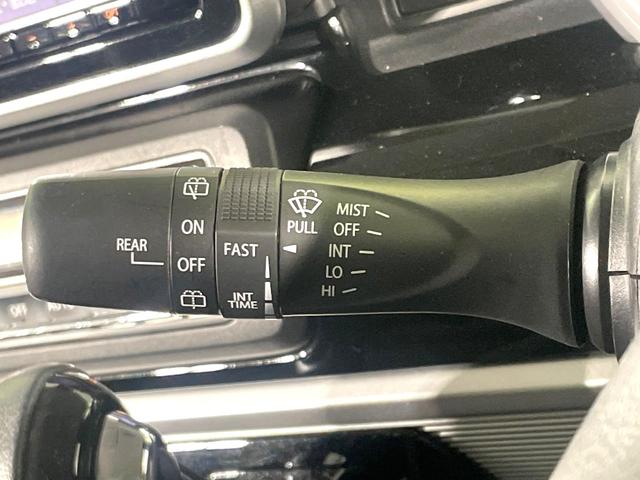 REAR
ON
OFF
FAST
INT
TIME
PULL
MIST
OFF
INT
LO
HI